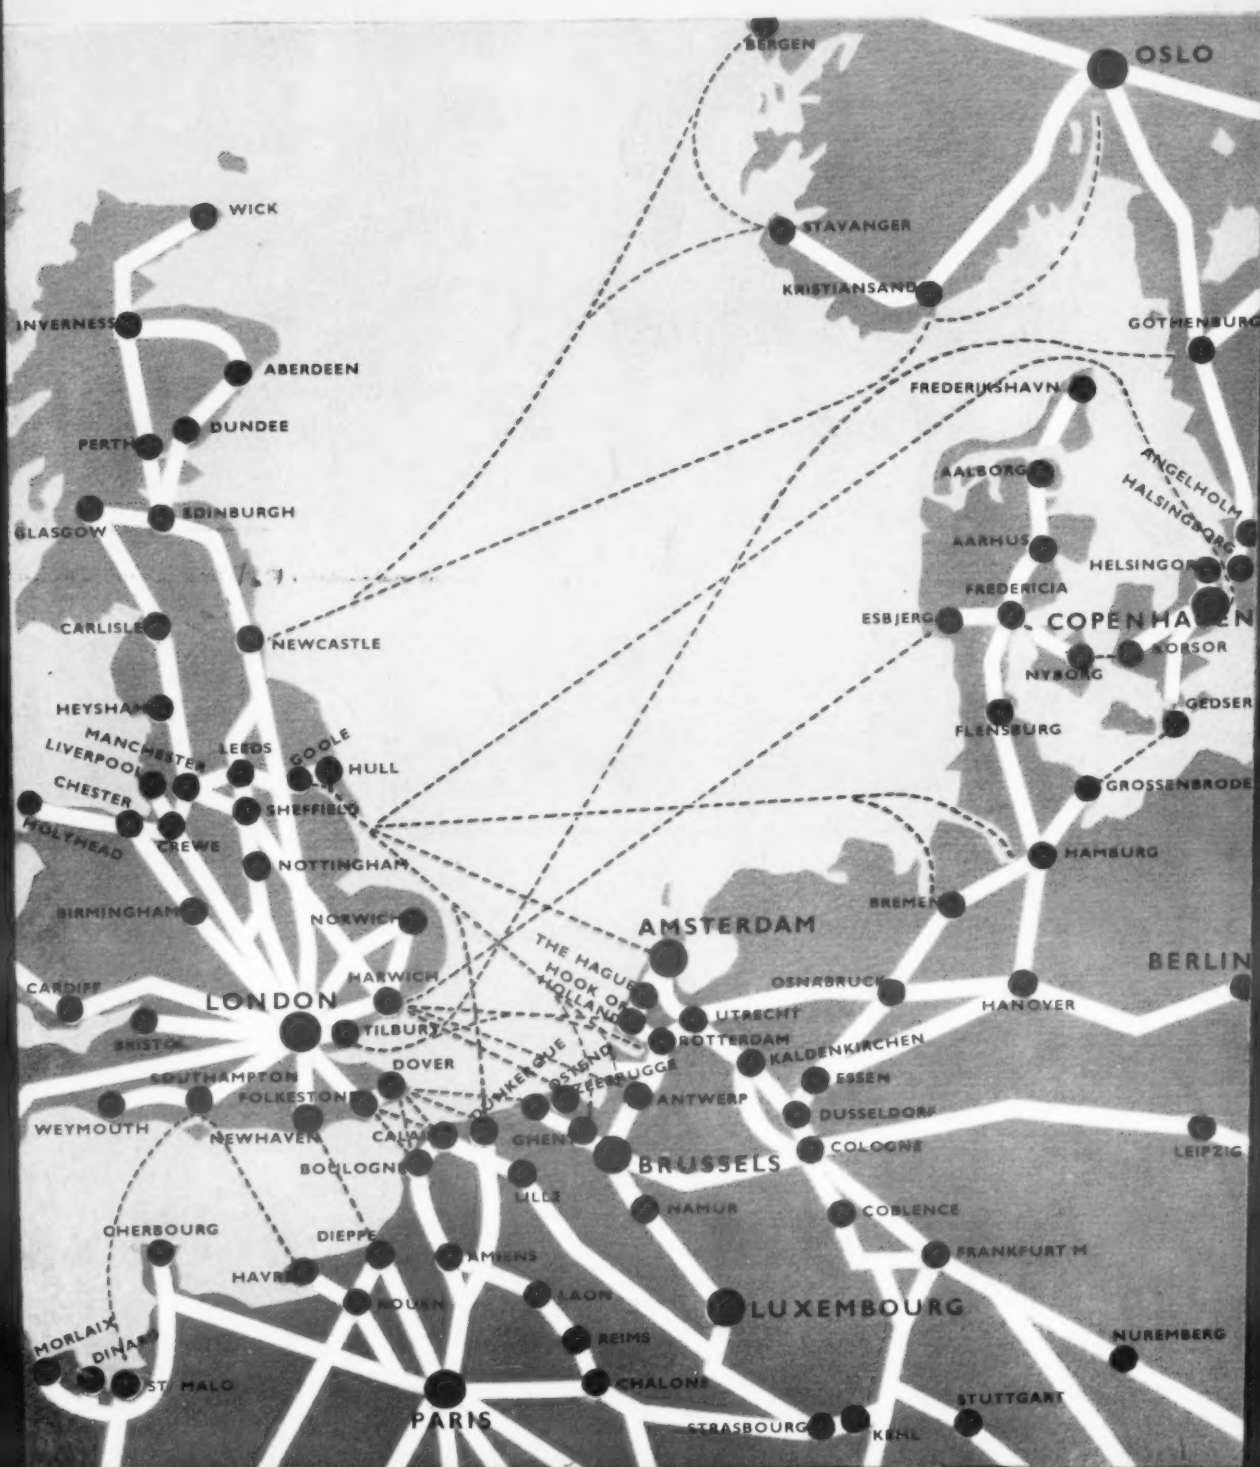 BERGEN
OSLO
WICK
STAVANGER
KRISTIANSAND
INVERNESS
GOTHENBURG
ABERDEEN
FREDERIKSHAVN
DUNDEE
PERTH
AALBORG
ANGELHOLM
HALSINGBORG
EDINBURGH
GLASGOW
AARHUS
HELSINGOR
FREDERICIA
CARLISLE
ESBJERG
COPENHAGEN
NEWCASTLE
KORSOR
NYBORG
HEYSHAM
GEDSER
FLENSBURG
MANCHESTER
LIVERPOOL
LEEDS
GOOLE
HULL
CHESTER
GROSSENBRODE
SHEFFIELD
HOLYHEAD
CREWE
HAMBURG
NOTTINGHAM
BREMEN
BIRMINGHAM
NORWICH
AMSTERDAM
THE HAGUE
HOOK OF
HOLLAND
BERLIN
CARDIFF
HARWICH
OSNABRUCK
LONDON
HANOVER
UTRECHT
TILBURY
BRISTOL
ROTTERDAM
KALDENKIRCHEN
DOVER
DUNKERQUE
OSTEND
ZEEBRUGGE
ESSEN
SOUTHAMPTON
FOLKESTONE
ANTWERP
DUSSELDORF
WEYMOUTH
NEWHAVEN
CALAIS
GHENT
COLOGNE
LEIPZIG
BOULOGNE
BRUSSELS
LILLE
NAMUR
COBLENCE
CHERBOURG
DIEPPE
AMIENS
FRANKFURT M
HAVRE
ROUEN
LAON
LUXEMBOURG
MORLAIX
DINARD
REIMS
NUREMBERG
ST MALO
CHALONS
PARIS
STRASBOURG
KEHL
STUTTGART